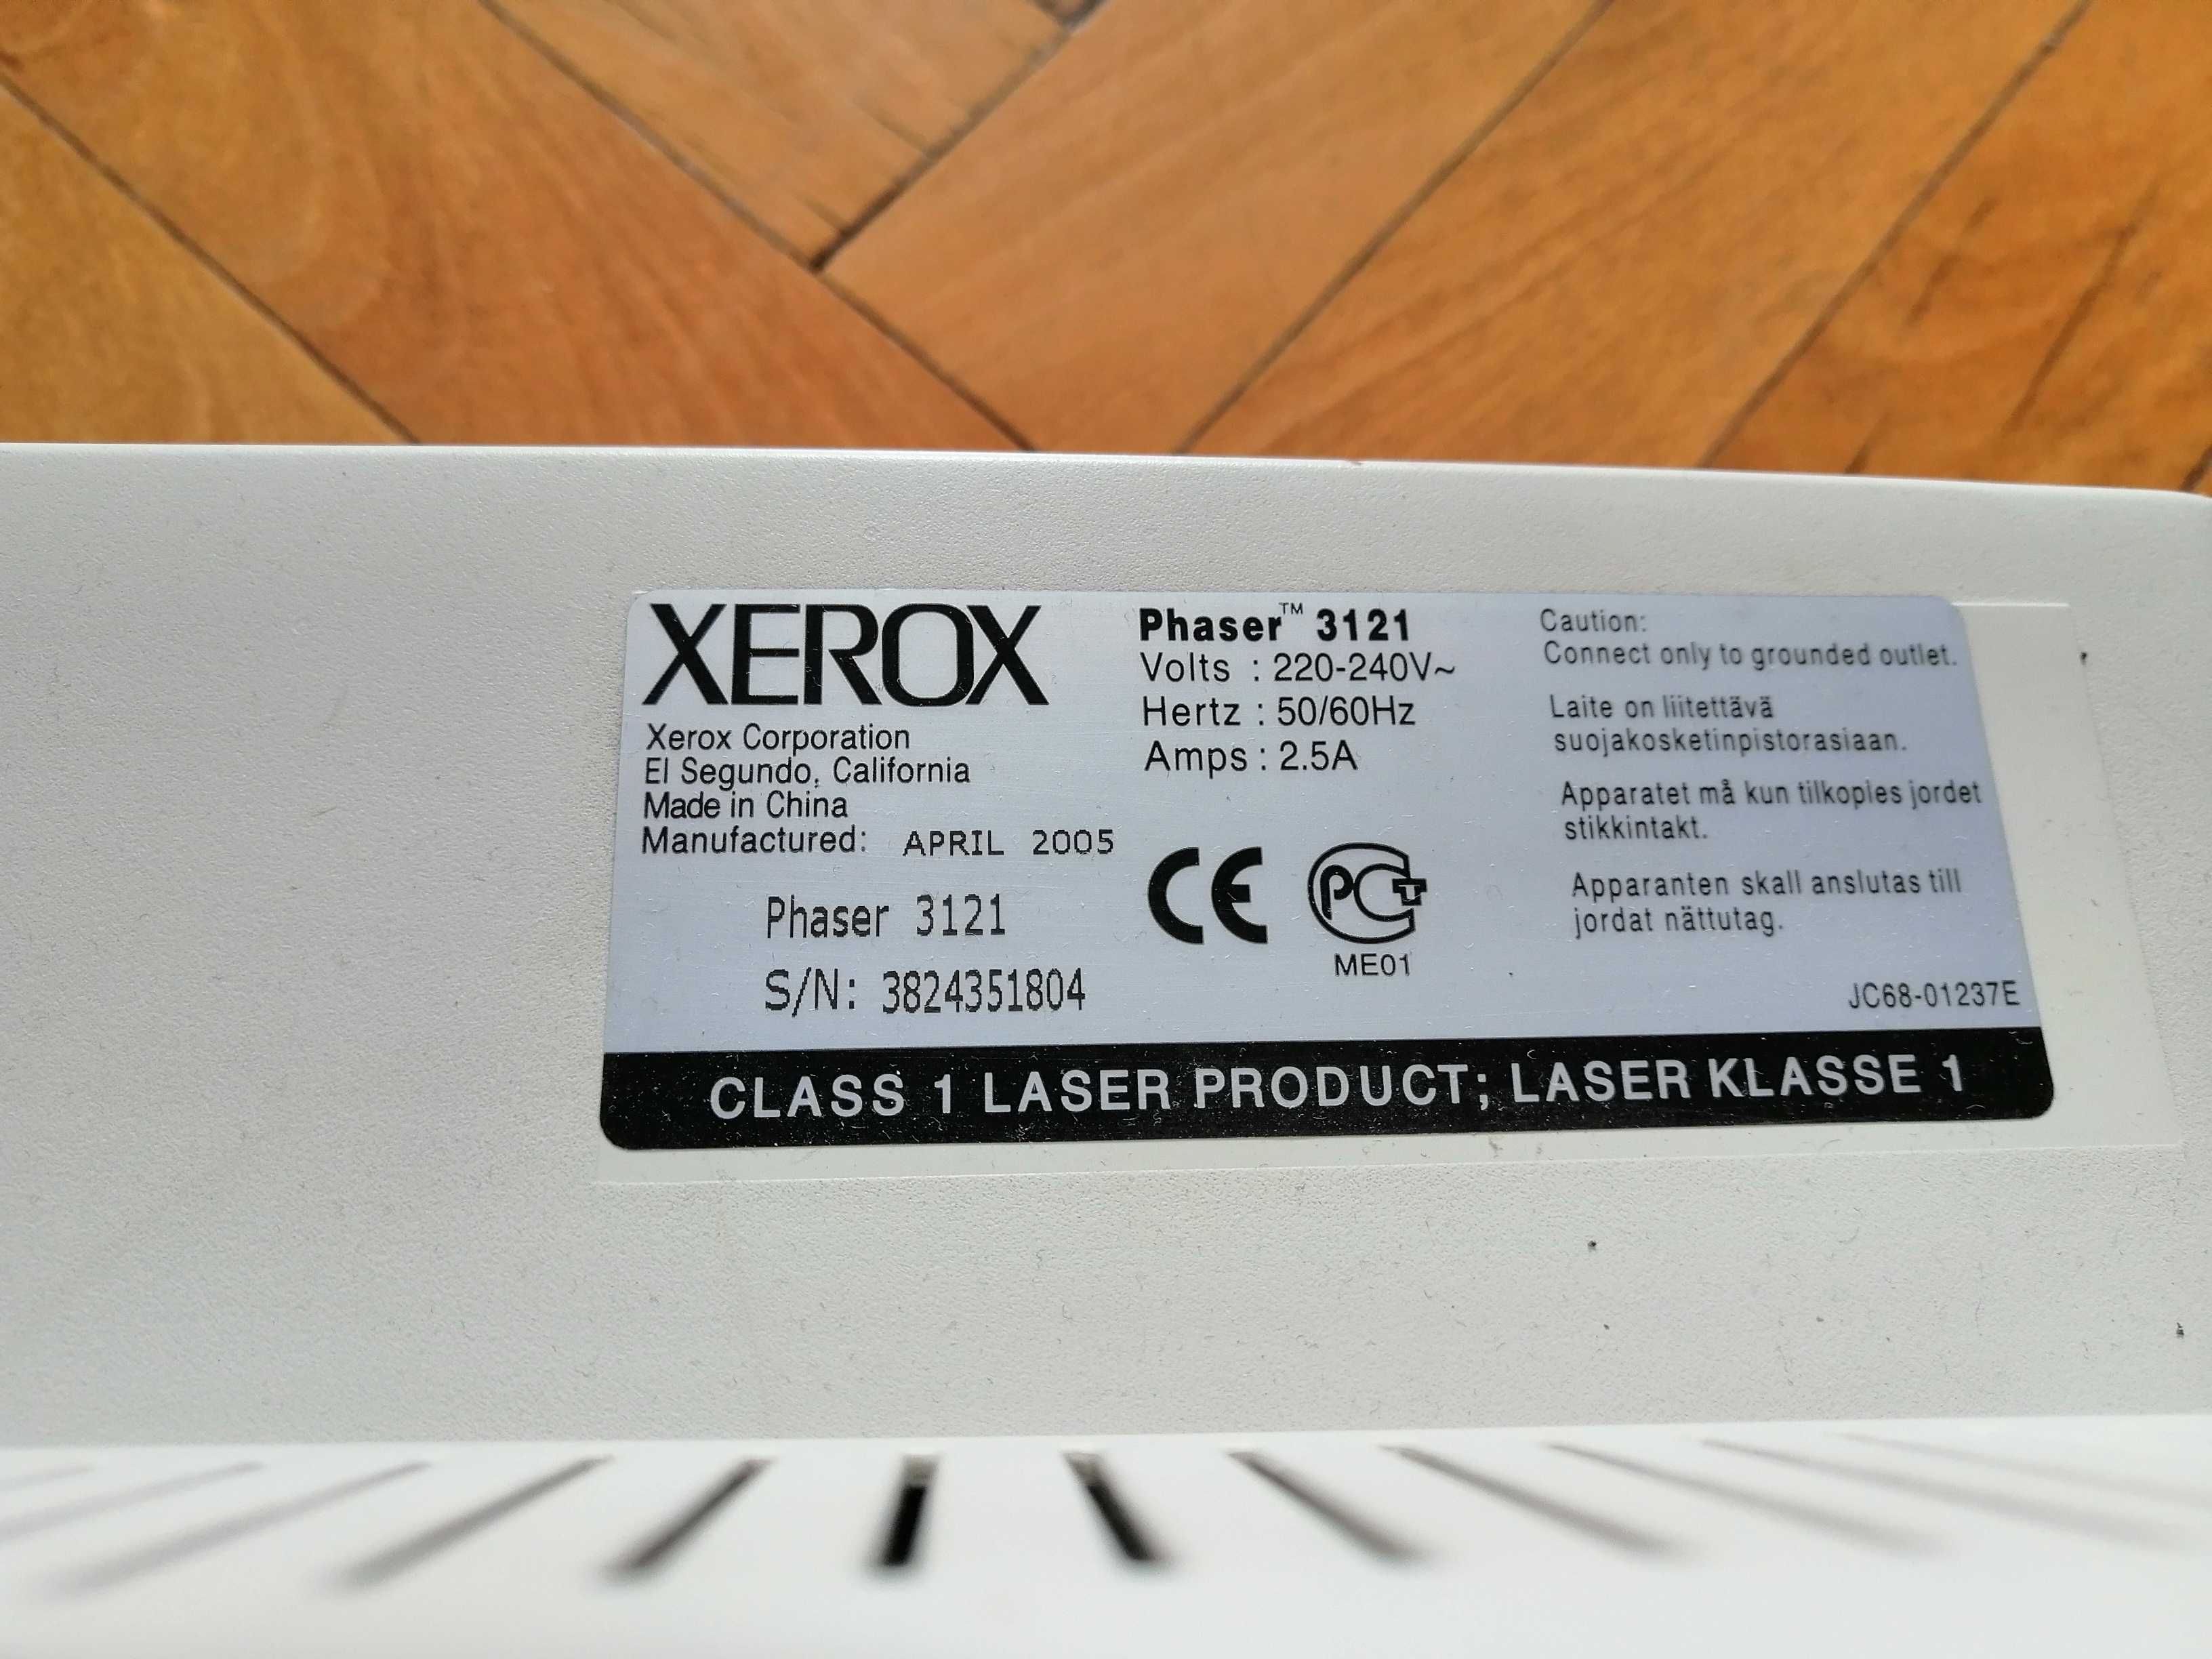 XEROX
Xerox Corporation
El Segundo, California
Made in China
Manufactured: APRIL 2005
Phaser 3121
S/N: 3824351804
Phaser™ 3121
Volts : 220-240V~
Hertz : 50/60Hz
Amps : 2.5A
CE
PCT
ME01
Caution:
Connect only to grounded outlet.
Laite on liitettävä
suojakosketinpistorasiaan.
Apparatet må kun tilkoples jordet
stikkintakt.
Apparanten skall anslutas till
jordat nättutag.
JC68-01237E
CLASS 1 LASER PRODUCT; LASER KLASSE 1